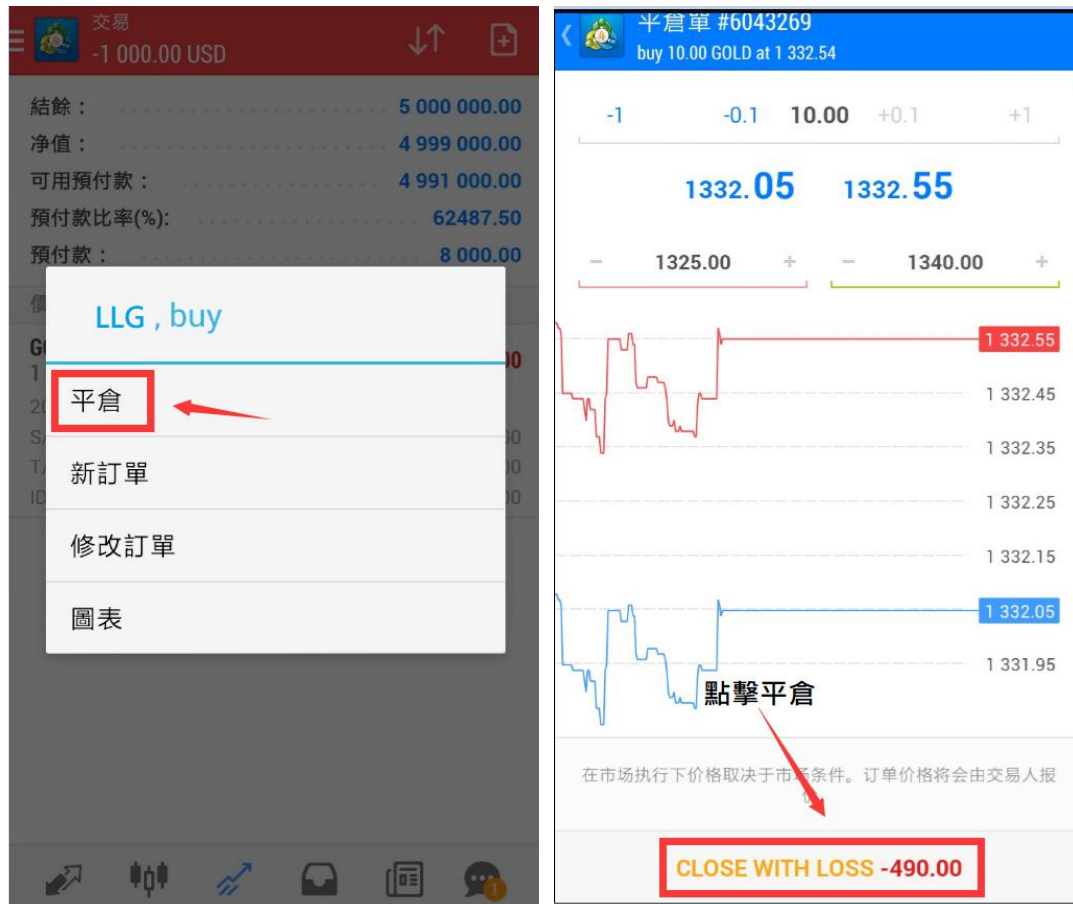 交易
-1 000.00 USD
結餘： 5 000 000.00
净值： 4 999 000.00
可用預付款： 4 991 000.00
預付款比率(%): 62487.50
預付款： 8 000.00
LLG , buy
平倉
新訂單
修改訂單
圖表
1
平倉單 #6043269
buy 10.00 GOLD at 1 332.54
-1 -0.1 10.00 +0.1 +1
1332.05 1332.55
− 1325.00 + − 1340.00 +
1 332.55
1 332.45
1 332.35
1 332.25
1 332.15
1 332.05
1 331.95
點擊平倉
在市场执行下价格取决于市场条件。订单价格将会由交易人报
CLOSE WITH LOSS -490.00